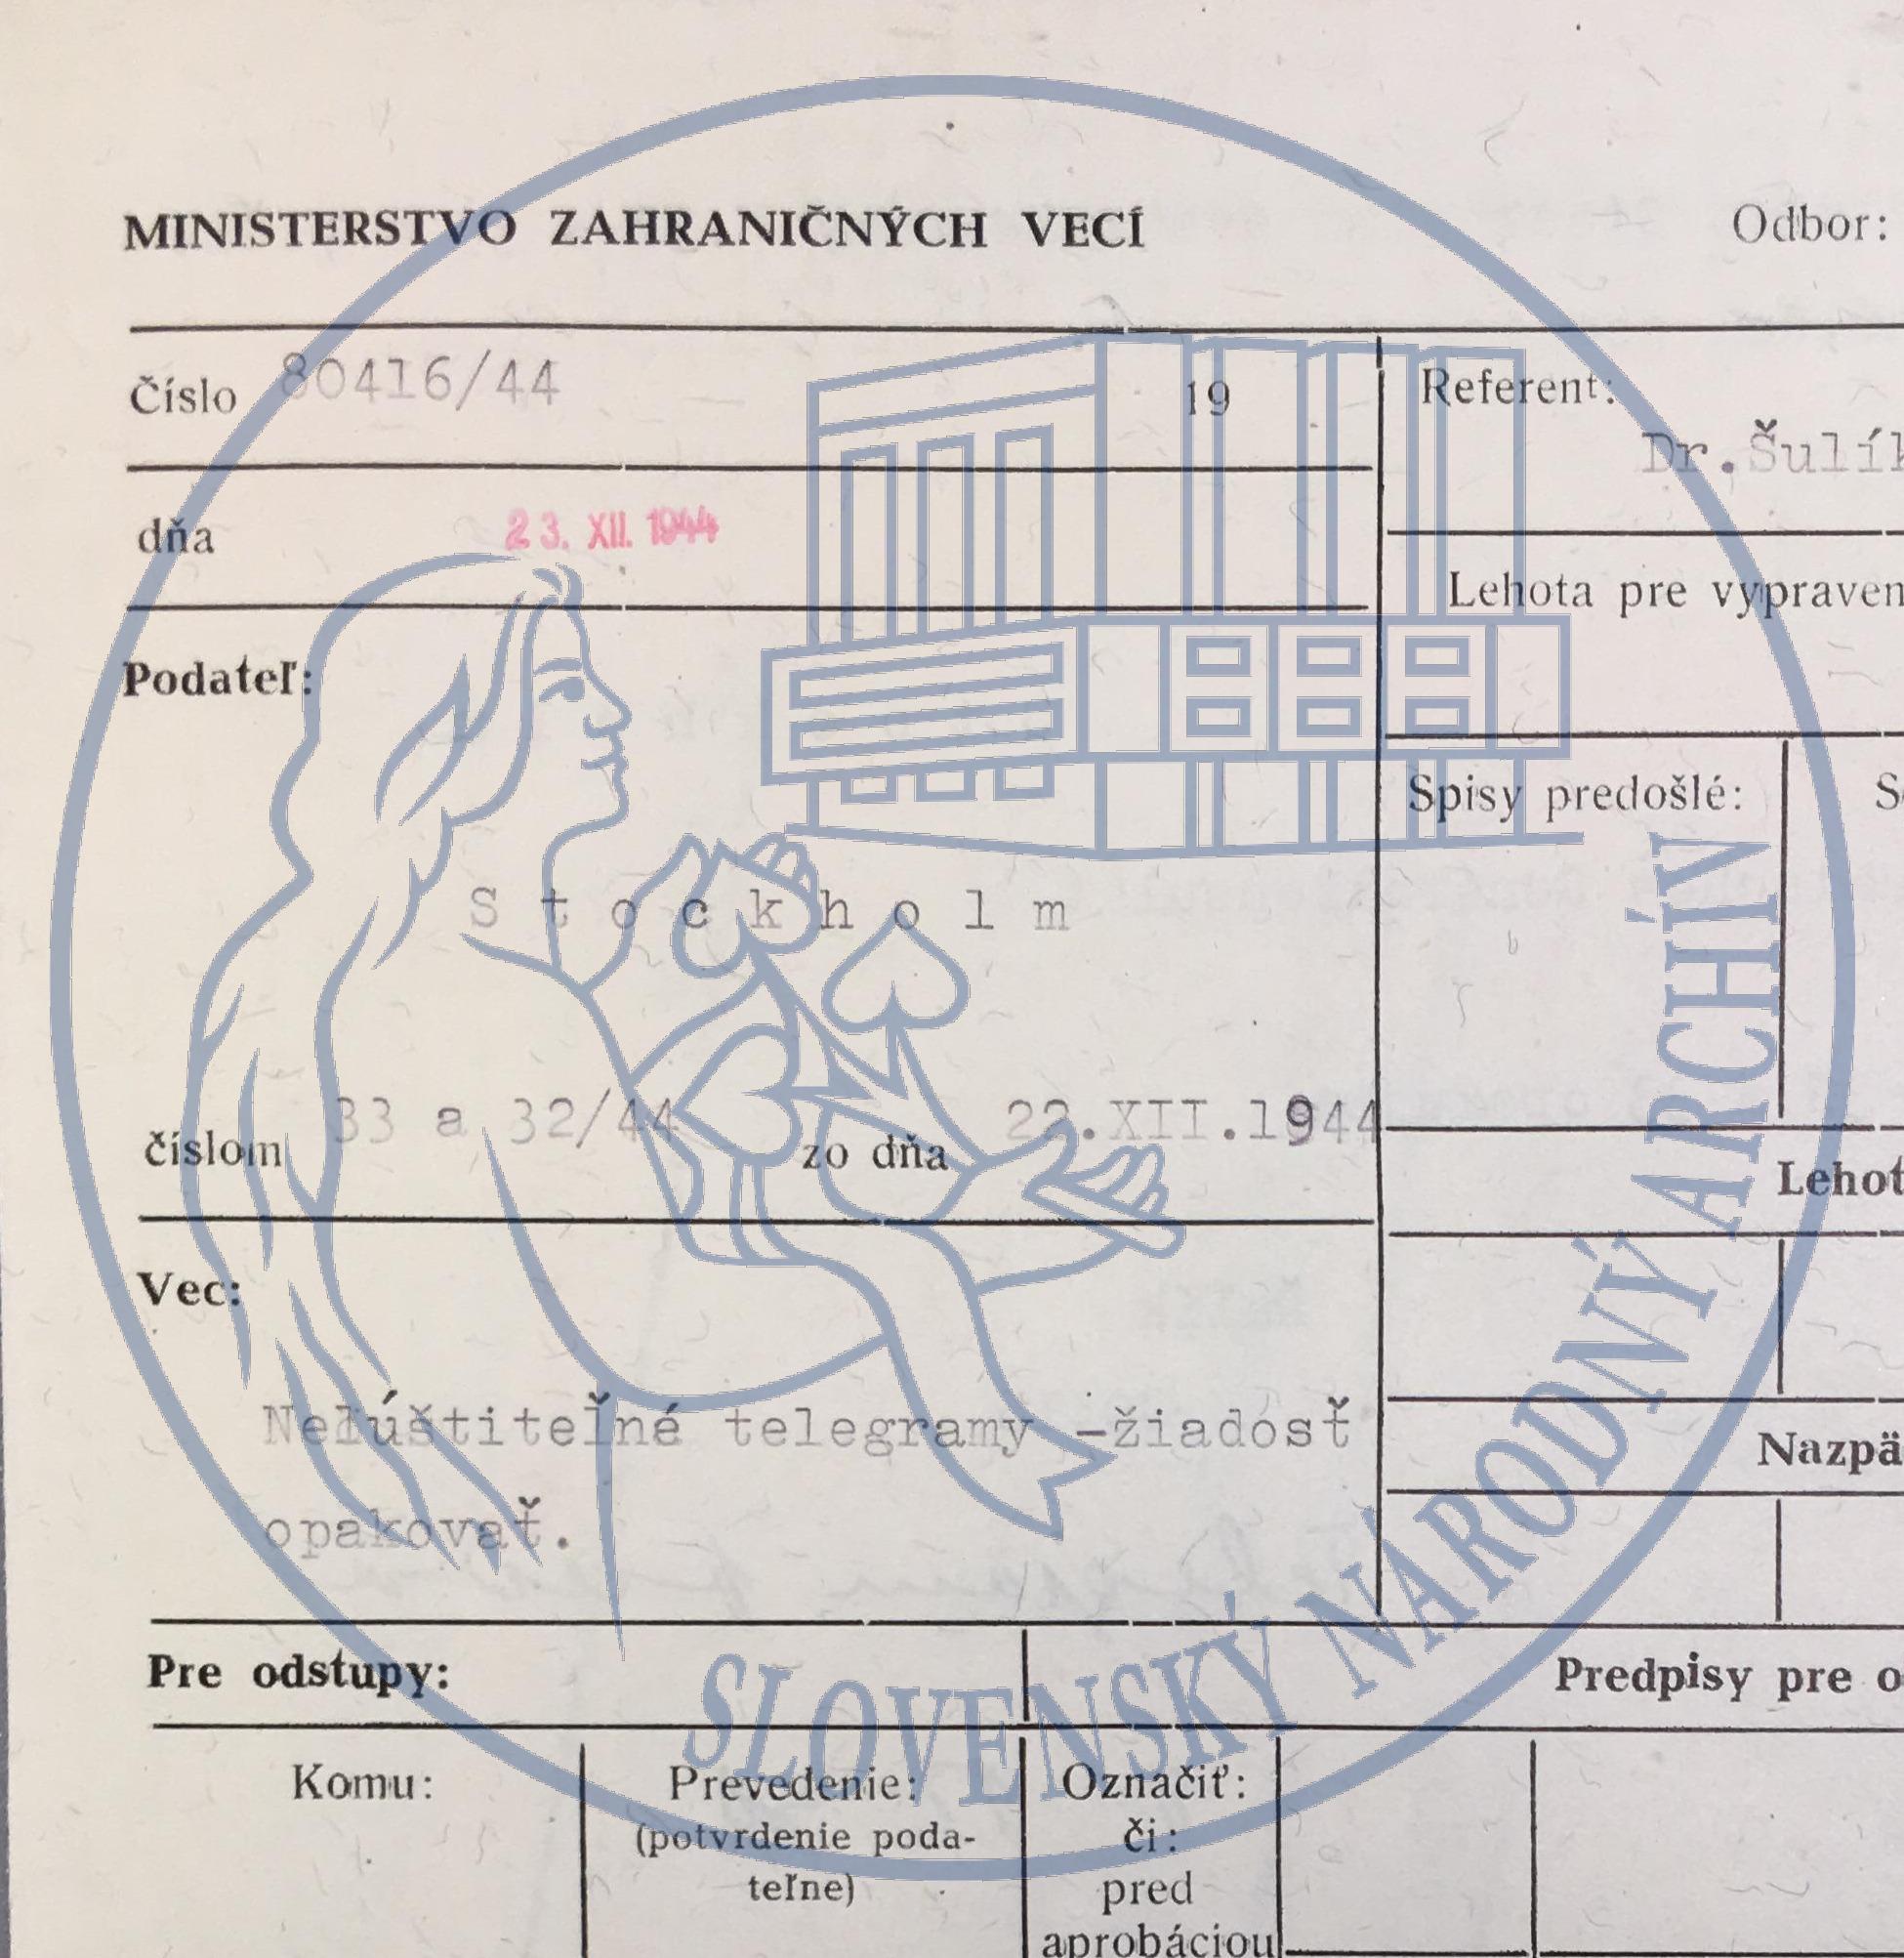 MINISTERSTVO ZAHRANIČNÝCH VECÍ
Odbor:
Číslo 80416/44 19
Referent:
Dr.Šulík
dňa 23. XII. 1944
Lehota pre vypraven
Podateľ:
Spisy predošlé:
S
Stockholm
číslom 33 a 32/44 zo dňa 22.XII.1944
Lehot
Vec:
Nelúštiteľné telegramy -žiadosť
opakovať.
Nazpä
Pre odstupy:
Predpisy pre o
Komu:
Prevedenie:
(potvrdenie poda-
teľne)
Označiť:
či:
pred
aprobáciou
SLOVENSKÝ NÁRODNÝ ARCHÍV